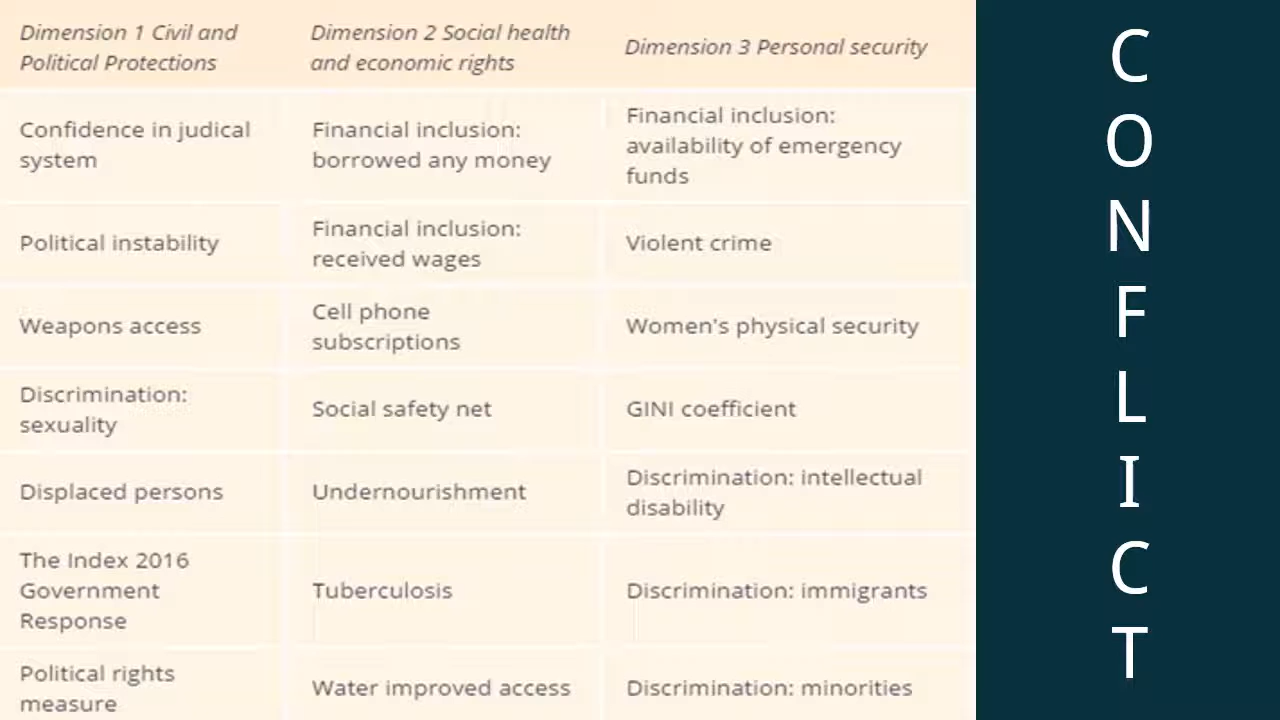 Dimension 1 Civil and
Political Protections
Dimension 2 Social health
and economic rights
Dimension 3 Personal security
Confidence in judical
system
Financial inclusion:
borrowed any money
Financial inclusion:
availability of emergency
funds
Political instability
Financial inclusion:
received wages
Violent crime
Weapons access
Cell phone
subscriptions
Women's physical security
Discrimination:
sexuality
Social safety net
GINI coefficient
Displaced persons
Undernourishment
Discrimination: intellectual
disability
The Index 2016
Government
Response
Tuberculosis
Discrimination: immigrants
Political rights
measure
Water improved access
Discrimination: minorities
C
O
N
F
L
I
C
T